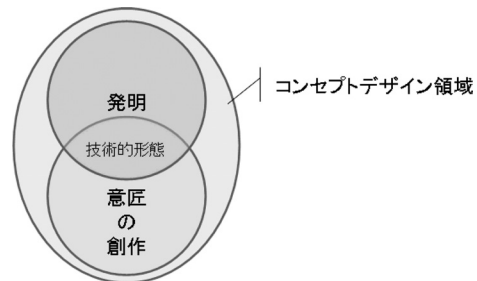 発明
コンセプトデザイン領域
技術的形態
意匠
の
創作